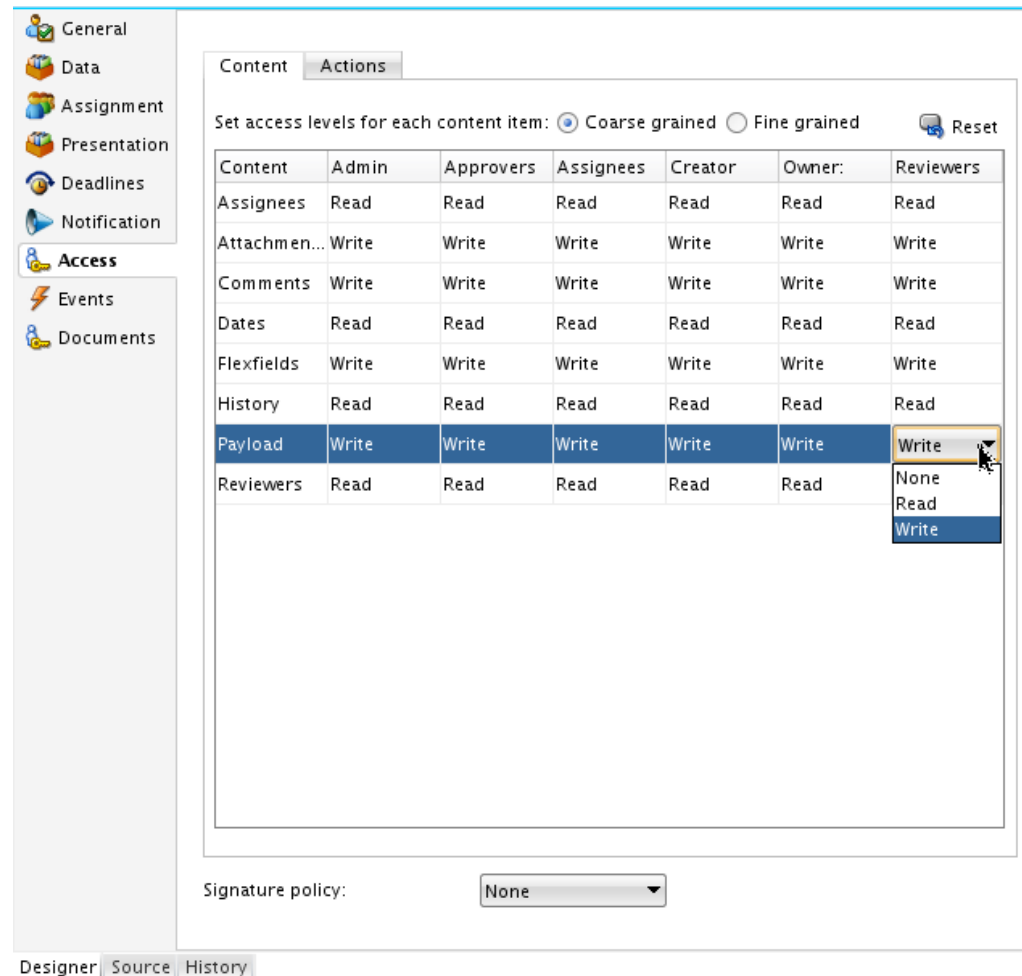 General
Data
Assignment
Presentation
Deadlines
Notification
Access
Events
Documents
Content Actions
Set access levels for each content item: Coarse grained Fine grained Reset
Content Admin Approvers Assignees Creator Owner: Reviewers
Assignees Read Read Read Read Read Read
Attachmen... Write Write Write Write Write Write
Comments Write Write Write Write Write Write
Dates Read Read Read Read Read Read
Flexfields Write Write Write Write Write Write
History Read Read Read Read Read Read
Payload Write Write Write Write Write Write
Reviewers Read Read Read Read Read
None
Read
Write
Signature policy: None
Designer Source History